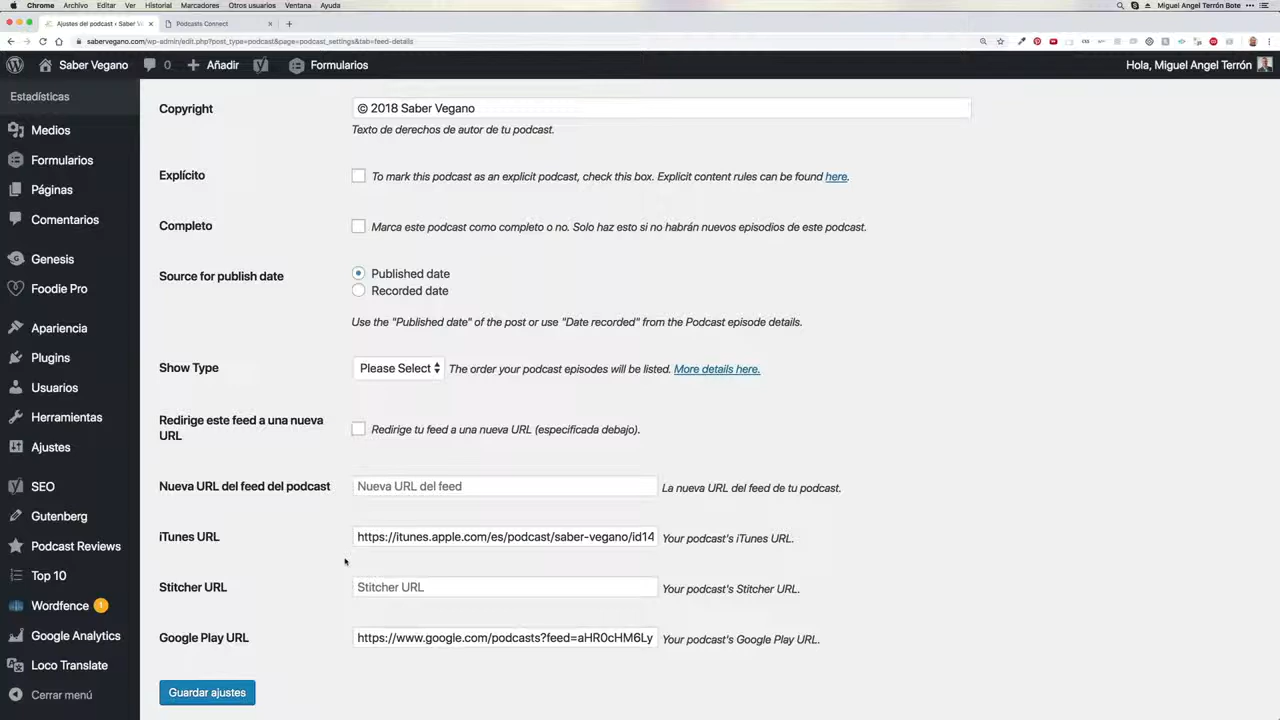 Chrome Archivo Editar Ver Historial Marcadores Otros usuarios Ventana Ayuda
Miguel Angel Terrón Bote
Ajustes del podcast ‹ Saber Ve
Podcasts Connect
sabervegano.com/wp-admin/edit.php?post_type=podcast&page=podcast_settings&tab=feed-details
Saber Vegano 0 Añadir Formularios
Hola, Miguel Angel Terrón
Estadísticas
Medios
Formularios
Páginas
Comentarios
Genesis
Foodie Pro
Apariencia
Plugins
Usuarios
Herramientas
Ajustes
SEO
Gutenberg
Podcast Reviews
Top 10
Wordfence 1
Google Analytics
Loco Translate
Cerrar menú
Copyright
© 2018 Saber Vegano
Texto de derechos de autor de tu podcast.
Explícito
To mark this podcast as an explicit podcast, check this box. Explicit content rules can be found here.
Completo
Marca este podcast como completo o no. Solo haz esto si no habrán nuevos episodios de este podcast.
Source for publish date
Published date
Recorded date
Use the "Published date" of the post or use "Date recorded" from the Podcast episode details.
Show Type
Please Select
The order your podcast episodes will be listed. More details here.
Redirige este feed a una nueva
URL
Redirige tu feed a una nueva URL (especificada debajo).
Nueva URL del feed del podcast
Nueva URL del feed
La nueva URL del feed de tu podcast.
iTunes URL
https://itunes.apple.com/es/podcast/saber-vegano/id14
Your podcast's iTunes URL.
Stitcher URL
Stitcher URL
Your podcast's Stitcher URL.
Google Play URL
https://www.google.com/podcasts?feed=aHR0cHM6Ly
Your podcast's Google Play URL.
Guardar ajustes